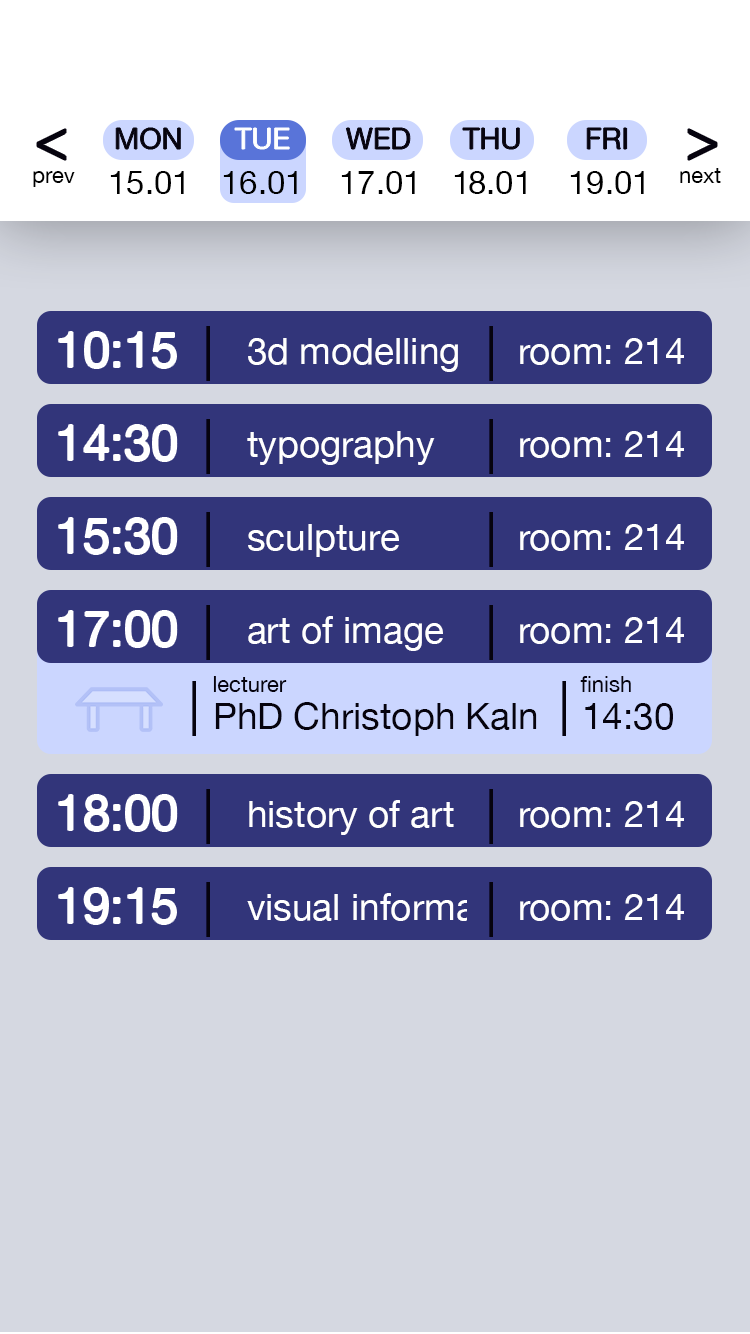 < MON TUE WED THU FRI >
prev 15.01 16.01 17.01 18.01 19.01 next
10:15 3d modelling room: 214
14:30 typography room: 214
15:30 sculpture room: 214
17:00 art of image room: 214
lecturer finish
PhD Christoph Kaln 14:30
18:00 history of art room: 214
19:15 visual informa room: 214